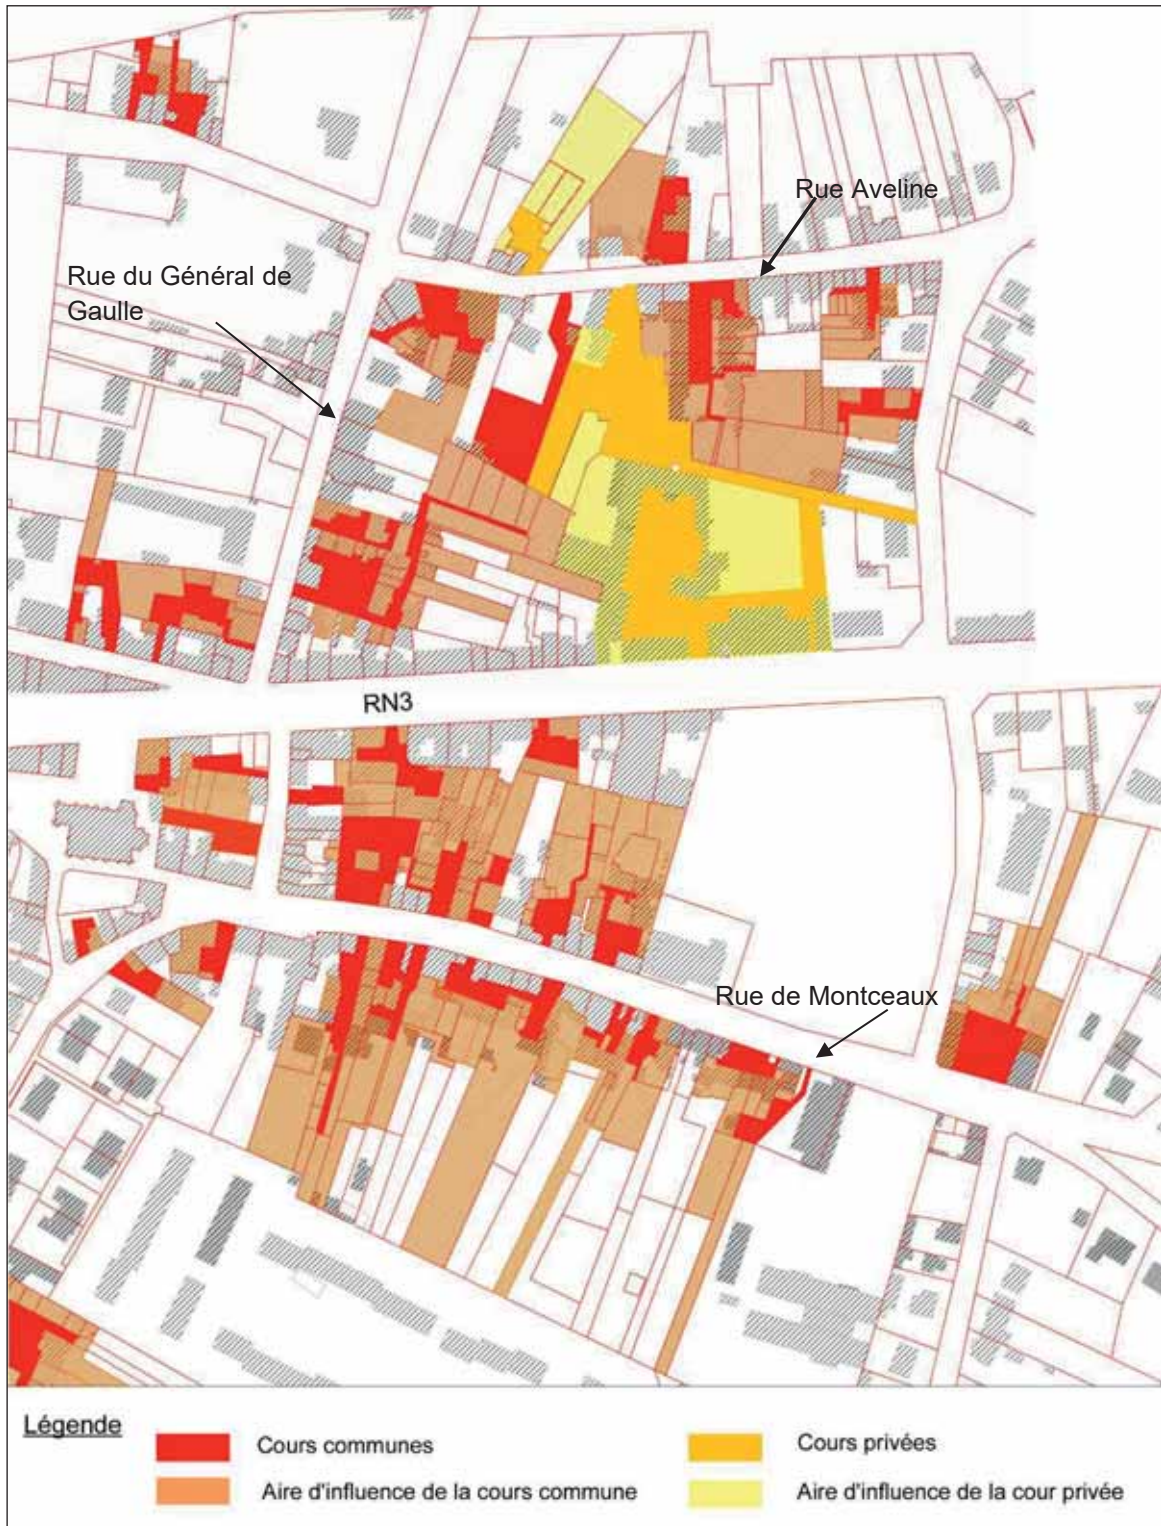 Rue Aveline
Rue du Général de
Gaulle
RN3
Rue de Montceaux
Légende
Cours communes
Cours privées
Aire d'influence de la cours commune
Aire d'influence de la cour privée